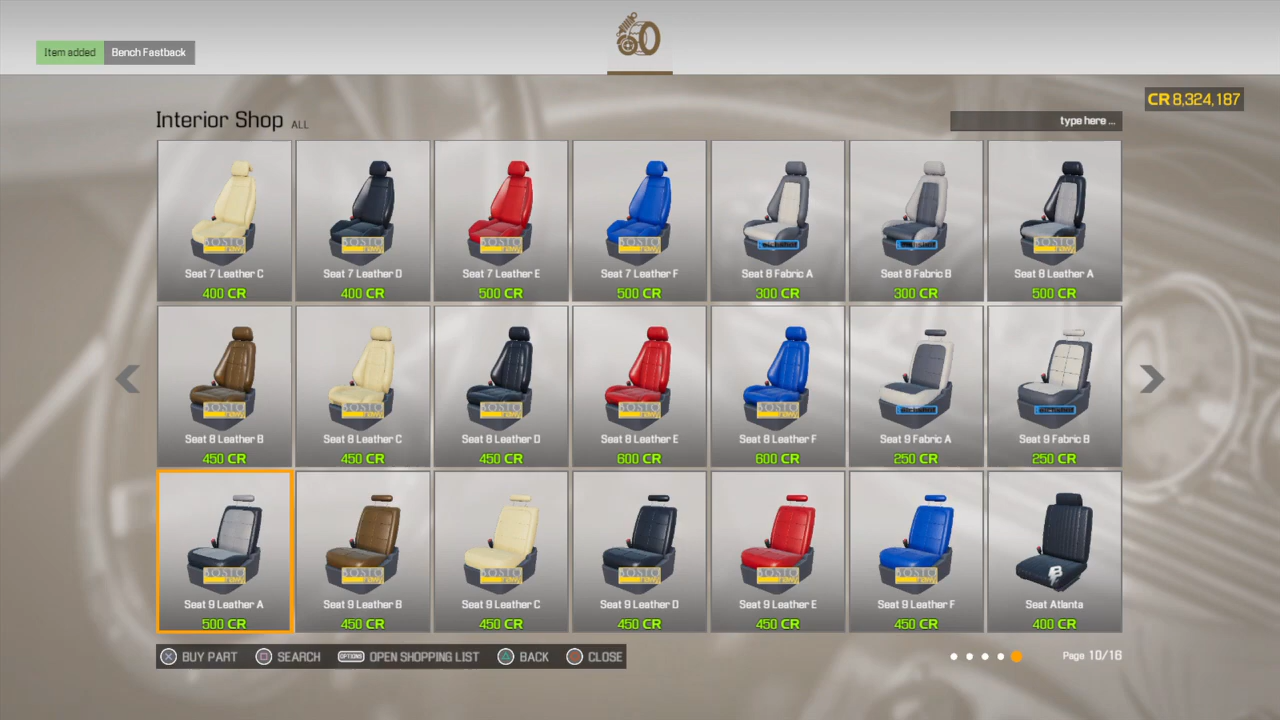 Item added Bench Fastback
CR 8,324,187
Interior Shop ALL
type here ...
Seat 7 Leather C
400 CR
Seat 7 Leather D
400 CR
Seat 7 Leather E
500 CR
Seat 7 Leather F
500 CR
Seat 8 Fabric A
300 CR
Seat 8 Fabric B
300 CR
Seat 8 Leather A
500 CR
Seat 8 Leather B
450 CR
Seat 8 Leather C
450 CR
Seat 8 Leather D
450 CR
Seat 8 Leather E
600 CR
Seat 8 Leather F
600 CR
Seat 9 Fabric A
250 CR
Seat 9 Fabric B
250 CR
Seat 9 Leather A
500 CR
Seat 9 Leather B
450 CR
Seat 9 Leather C
450 CR
Seat 9 Leather D
450 CR
Seat 9 Leather E
450 CR
Seat 9 Leather F
450 CR
Seat Atlanta
400 CR
BUY PART SEARCH OPTIONS OPEN SHOPPING LIST BACK CLOSE
Page 10/16